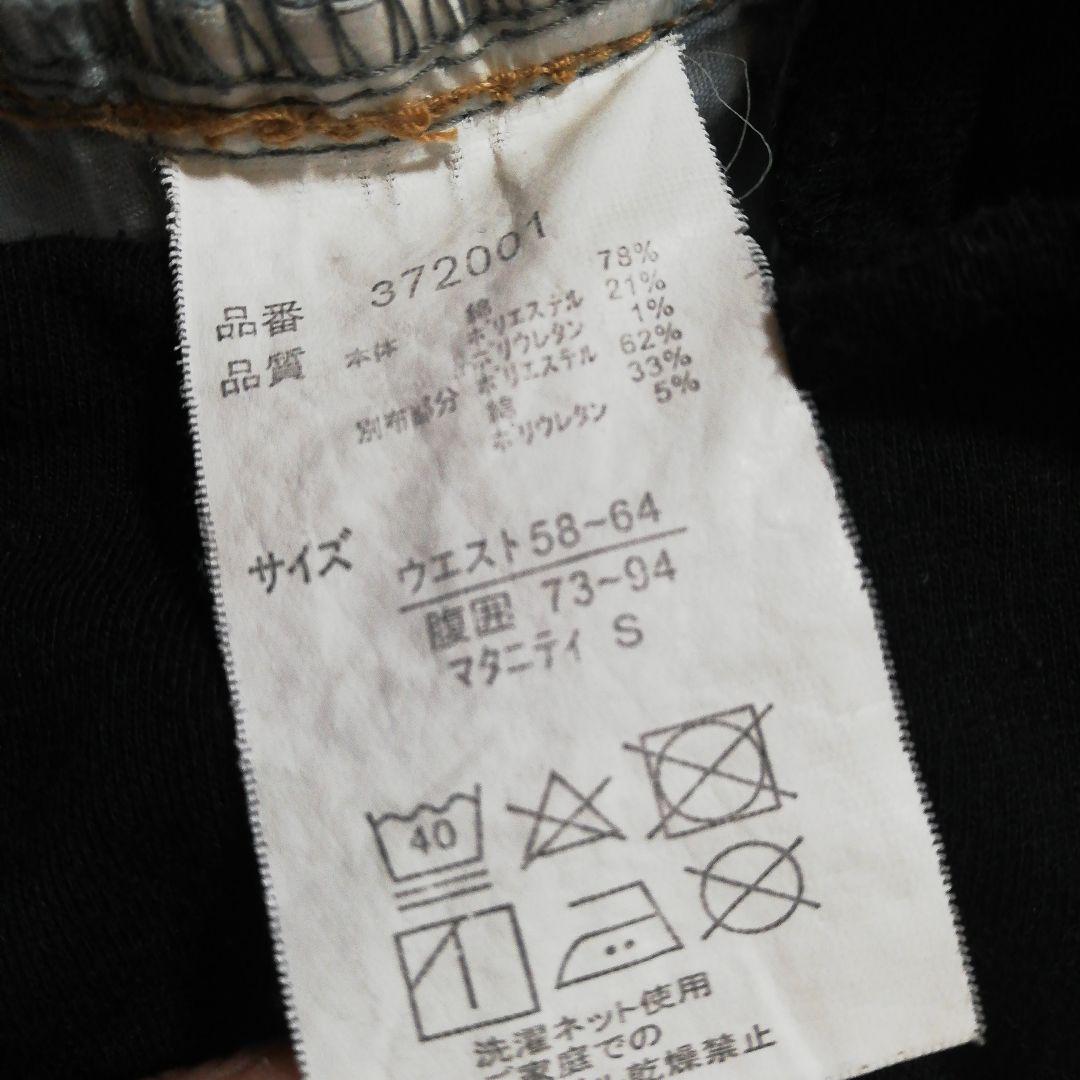 品番 372001
品質 本体 綿 78%
ポリエステル 21%
ポリウレタン 1%
別布部分 ポリエステル 62%
綿 33%
ポリウレタン 5%
サイズ ウエスト58~64
腹囲 73~94
マタニティ S
40
洗濯ネット使用
ご家庭での
乾燥禁止